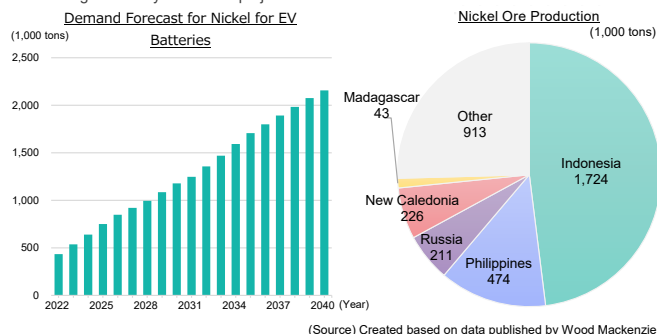 Demand Forecast for Nickel for EV
Batteries
(1,000 tons)
2,500
2,000
1,500
1,000
500
0
2022
2025
2028
2031
2034
2037
2040
(Year)
Nickel Ore Production
(1,000 tons)
Madagascar
43
Other
913
Indonesia
1,724
New Caledonia
226
Russia
211
Philippines
474
(Source) Created based on data published by Wood Mackenzie